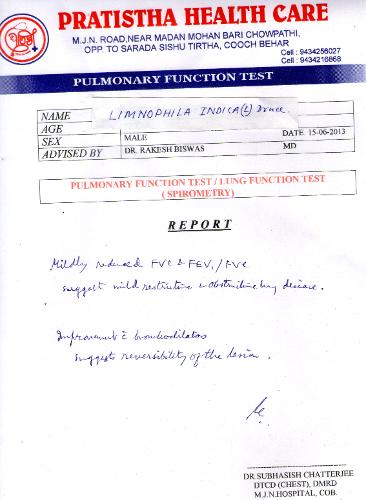 PRATISTHA HEALTH CARE
M.J.N. ROAD,NEAR MADAN MOHAN BARI CHOWPATHI,
OPP. TO SARADA SISHU TIRTHA, COOCH BEHAR
Cell : 9434256027
Cell : 9434216668
PULMONARY FUNCTION TEST
NAME LIMNOPHILA INDICA (L) Druce.
AGE
SEX MALE DATE 15-06-2013
ADVISED BY DR. RAKESH BISWAS MD
PULMONARY FUNCTION TEST / LUNG FUNCTION TEST
( SPIROMETRY)
REPORT
Mildly reduced FVC & FEV1/FVC
suggest mild restrictive & obstructive lung disease.
Improvement c̄ bronchodilators
suggests reversibility of the lesion.
DR SUBHASISH CHATTERJEE
DTCD (CHEST), DMRD
M.J.N.HOSPITAL, COB.